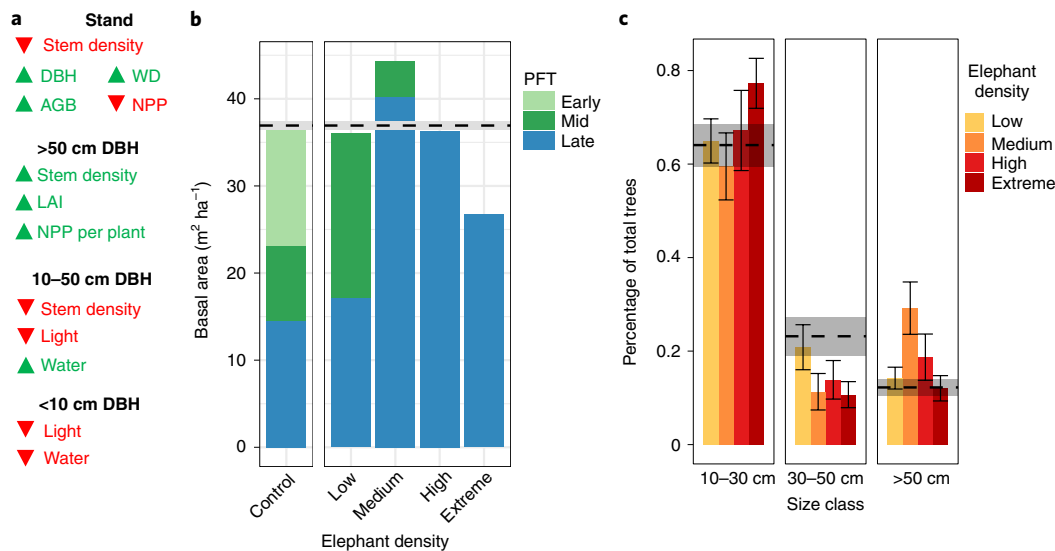 a
Stand
Stem density
DBH WD
AGB NPP
>50 cm DBH
Stem density
LAI
NPP per plant
10–50 cm DBH
Stem density
Light
Water
<10 cm DBH
Light
Water
b
Basal area (m² ha⁻¹)
40
30
20
10
0
Control
Low
Medium
High
Extreme
Elephant density
PFT
Early
Mid
Late
c
Percentage of total trees
0.8
0.6
0.4
0.2
0
10–30 cm
30–50 cm
>50 cm
Size class
Elephant
density
Low
Medium
High
Extreme